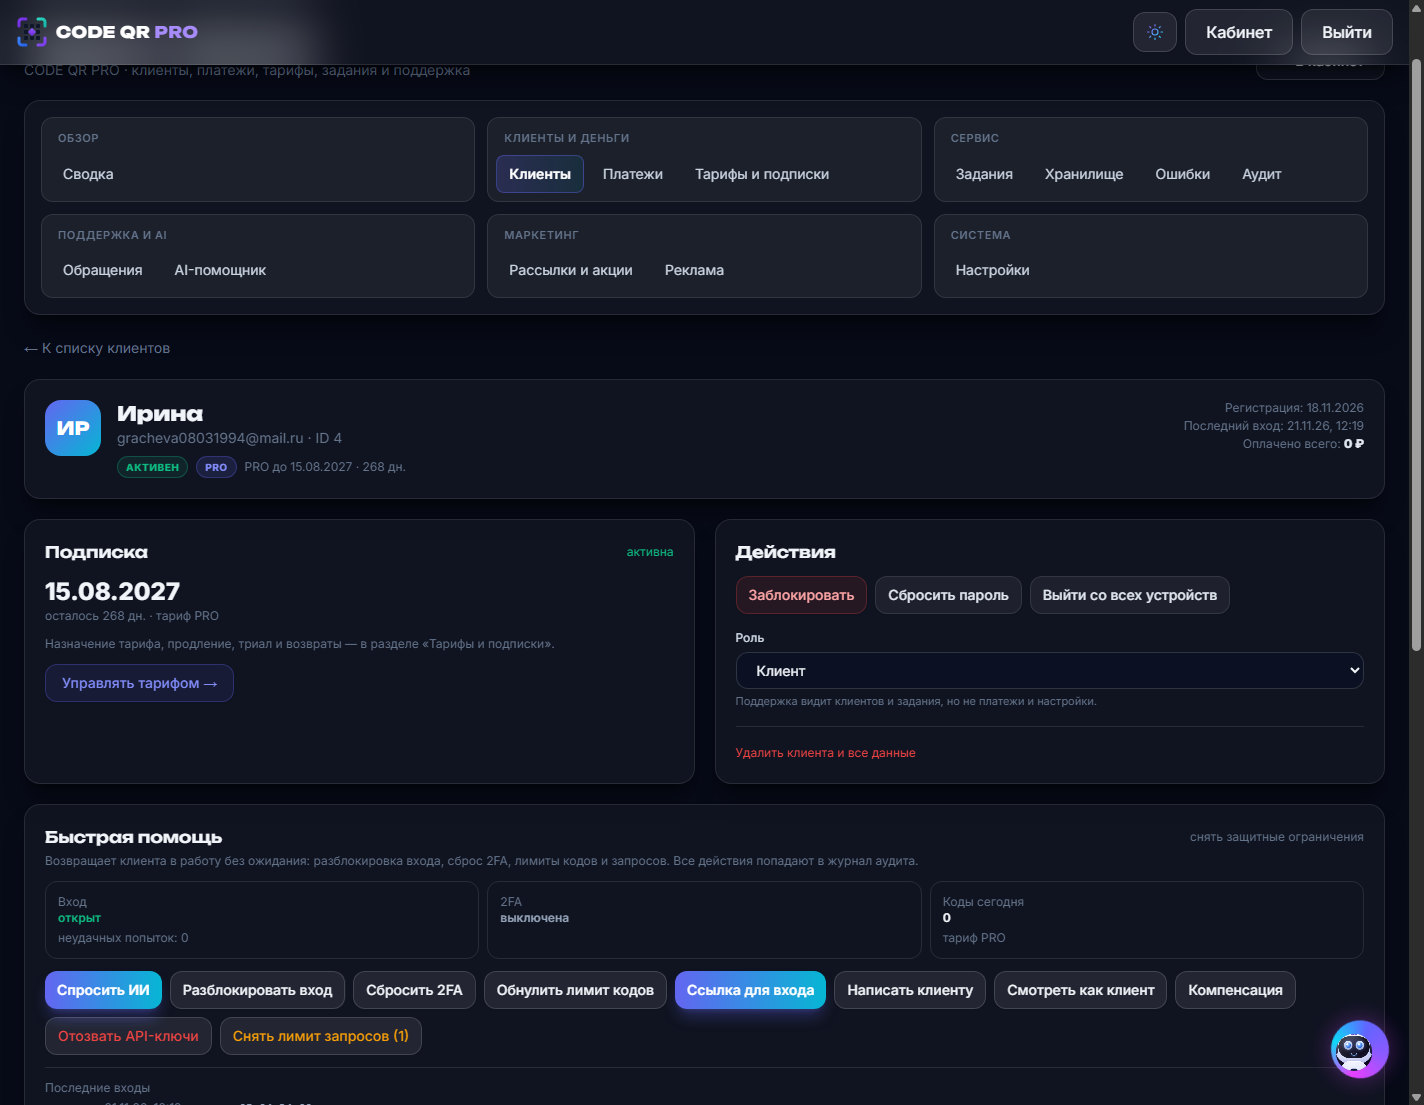 CODE QR PRO
Кабинет
Выйти
CODE QR PRO · клиенты, платежи, тарифы, задания и поддержка
ОБЗОР
Сводка
КЛИЕНТЫ И ДЕНЬГИ
Клиенты Платежи Тарифы и подписки
СЕРВИС
Задания Хранилище Ошибки Аудит
ПОДДЕРЖКА И AI
Обращения AI-помощник
МАРКЕТИНГ
Рассылки и акции Реклама
СИСТЕМА
Настройки
← К списку клиентов
ИР
Ирина
gracheva08031994@mail.ru · ID 4
АКТИВЕН PRO PRO до 15.08.2027 · 268 дн.
Регистрация: 18.11.2026
Последний вход: 21.11.26, 12:19
Оплачено всего: 0 ₽
Подписка
активна
15.08.2027
осталось 268 дн. · тариф PRO
Назначение тарифа, продление, триал и возвраты — в разделе «Тарифы и подписки».
Управлять тарифом →
Действия
Заблокировать Сбросить пароль Выйти со всех устройств
Роль
Клиент
Поддержка видит клиентов и задания, но не платежи и настройки.
Удалить клиента и все данные
Быстрая помощь
снять защитные ограничения
Возвращает клиента в работу без ожидания: разблокировка входа, сброс 2FA, лимиты кодов и запросов. Все действия попадают в журнал аудита.
Вход
открыт
неудачных попыток: 0
2FA
выключена
Коды сегодня
0
тариф PRO
Спросить ИИ Разблокировать вход Сбросить 2FA Обнулить лимит кодов Ссылка для входа Написать клиенту Смотреть как клиент Компенсация
Отозвать API-ключи Снять лимит запросов (1)
Последние входы